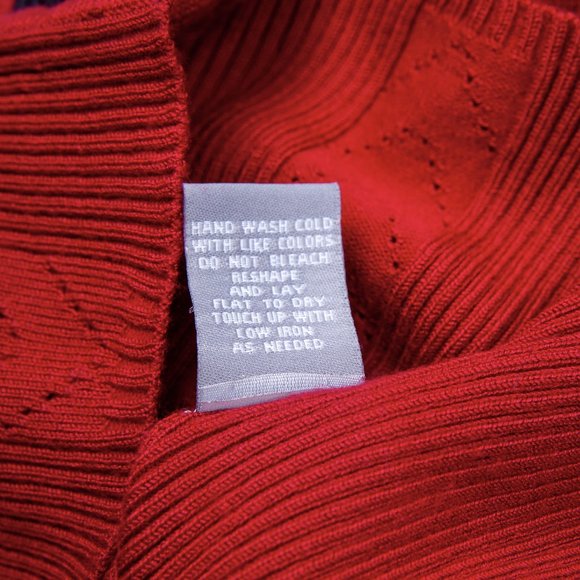 HAND WASH COLD
WITH LIKE COLORS
DO NOT BLEACH
RESHAPE
AND LAY
FLAT TO DRY
TOUCH UP WITH
LOW IRON
AS NEEDED